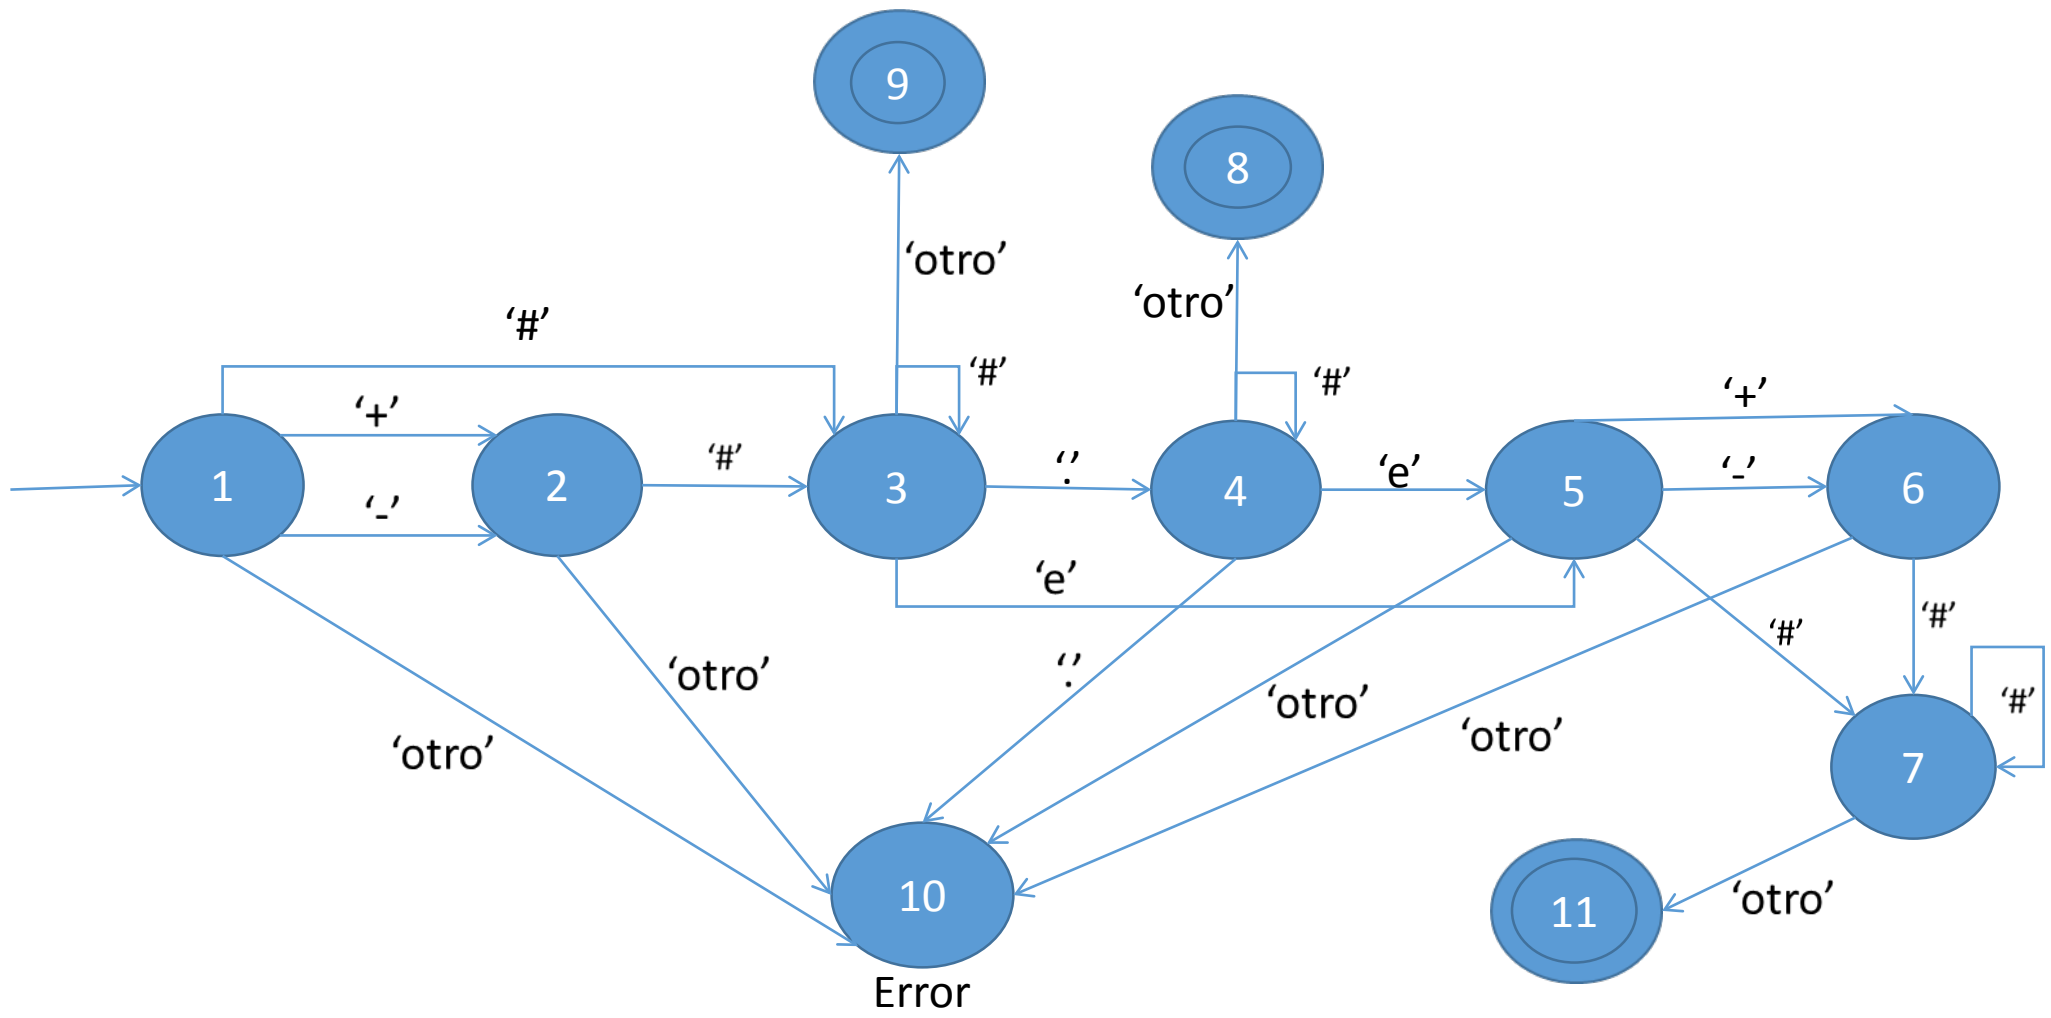 9
8
‘otro’
‘otro’
‘#’
‘#’
‘#’
‘+’
‘+’
‘#’
‘.’
‘e’
‘-’
‘-’
1
2
3
4
5
6
‘e’
‘#’
‘#’
‘otro’
‘.’
‘otro’
‘#’
‘otro’
‘otro’
7
10
11
‘otro’
Error